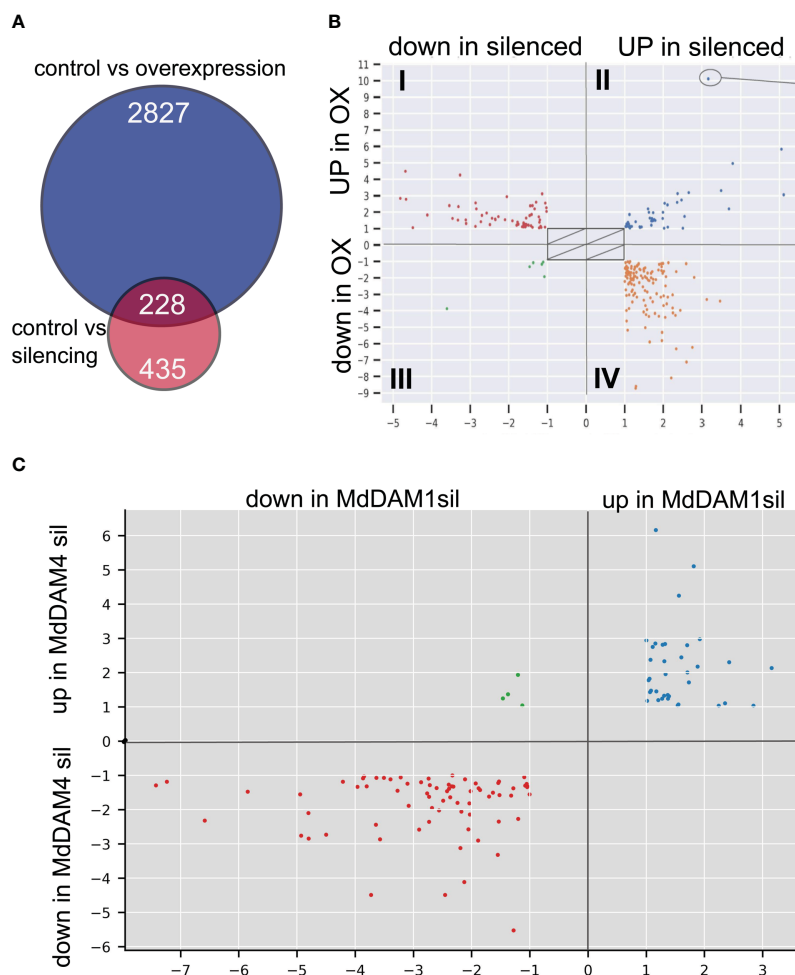 A
control vs overexpression
2827
228
control vs
silencing
435
B
down in silenced
UP in silenced
I
II
III
IV
UP in OX
down in OX
11
10
9
8
7
6
5
4
3
2
1
0
−1
−2
−3
−4
−5
−6
−7
−8
−9
−5 −4 −3 −2 −1 0 1 2 3 4 5
C
down in MdDAM1sil
up in MdDAM1sil
up in MdDAM4 sil
down in MdDAM4 sil
6
5
4
3
2
1
0
−1
−2
−3
−4
−5
−6
−7 −6 −5 −4 −3 −2 −1 0 1 2 3